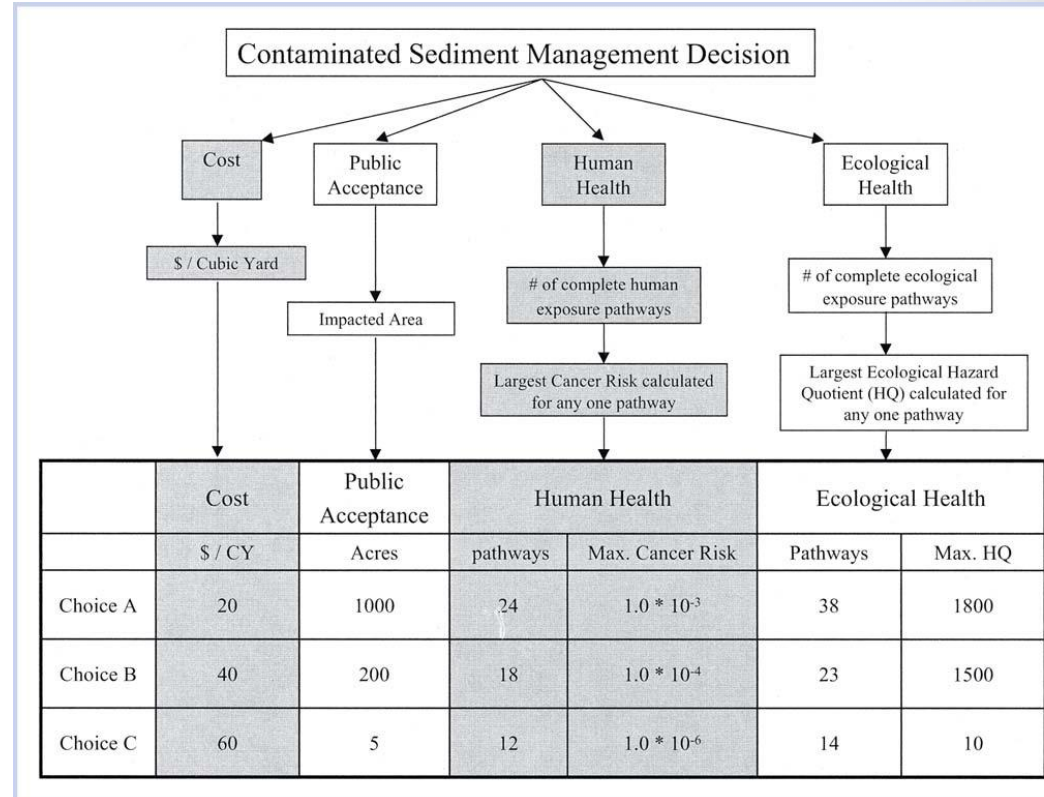 Contaminated Sediment Management Decision
Cost
Public
Acceptance
Human
Health
Ecological
Health
$ / Cubic Yard
Impacted Area
# of complete human
exposure pathways
# of complete ecological
exposure pathways
Largest Cancer Risk calculated
for any one pathway
Largest Ecological Hazard
Quotient (HQ) calculated for
any one pathway
Cost Public Acceptance Human Health Ecological Health
$ / CY Acres pathways Max. Cancer Risk Pathways Max. HQ
Choice A 20 1000 24 1.0 * 10⁻³ 38 1800
Choice B 40 200 18 1.0 * 10⁻⁴ 23 1500
Choice C 60 5 12 1.0 * 10⁻⁶ 14 10